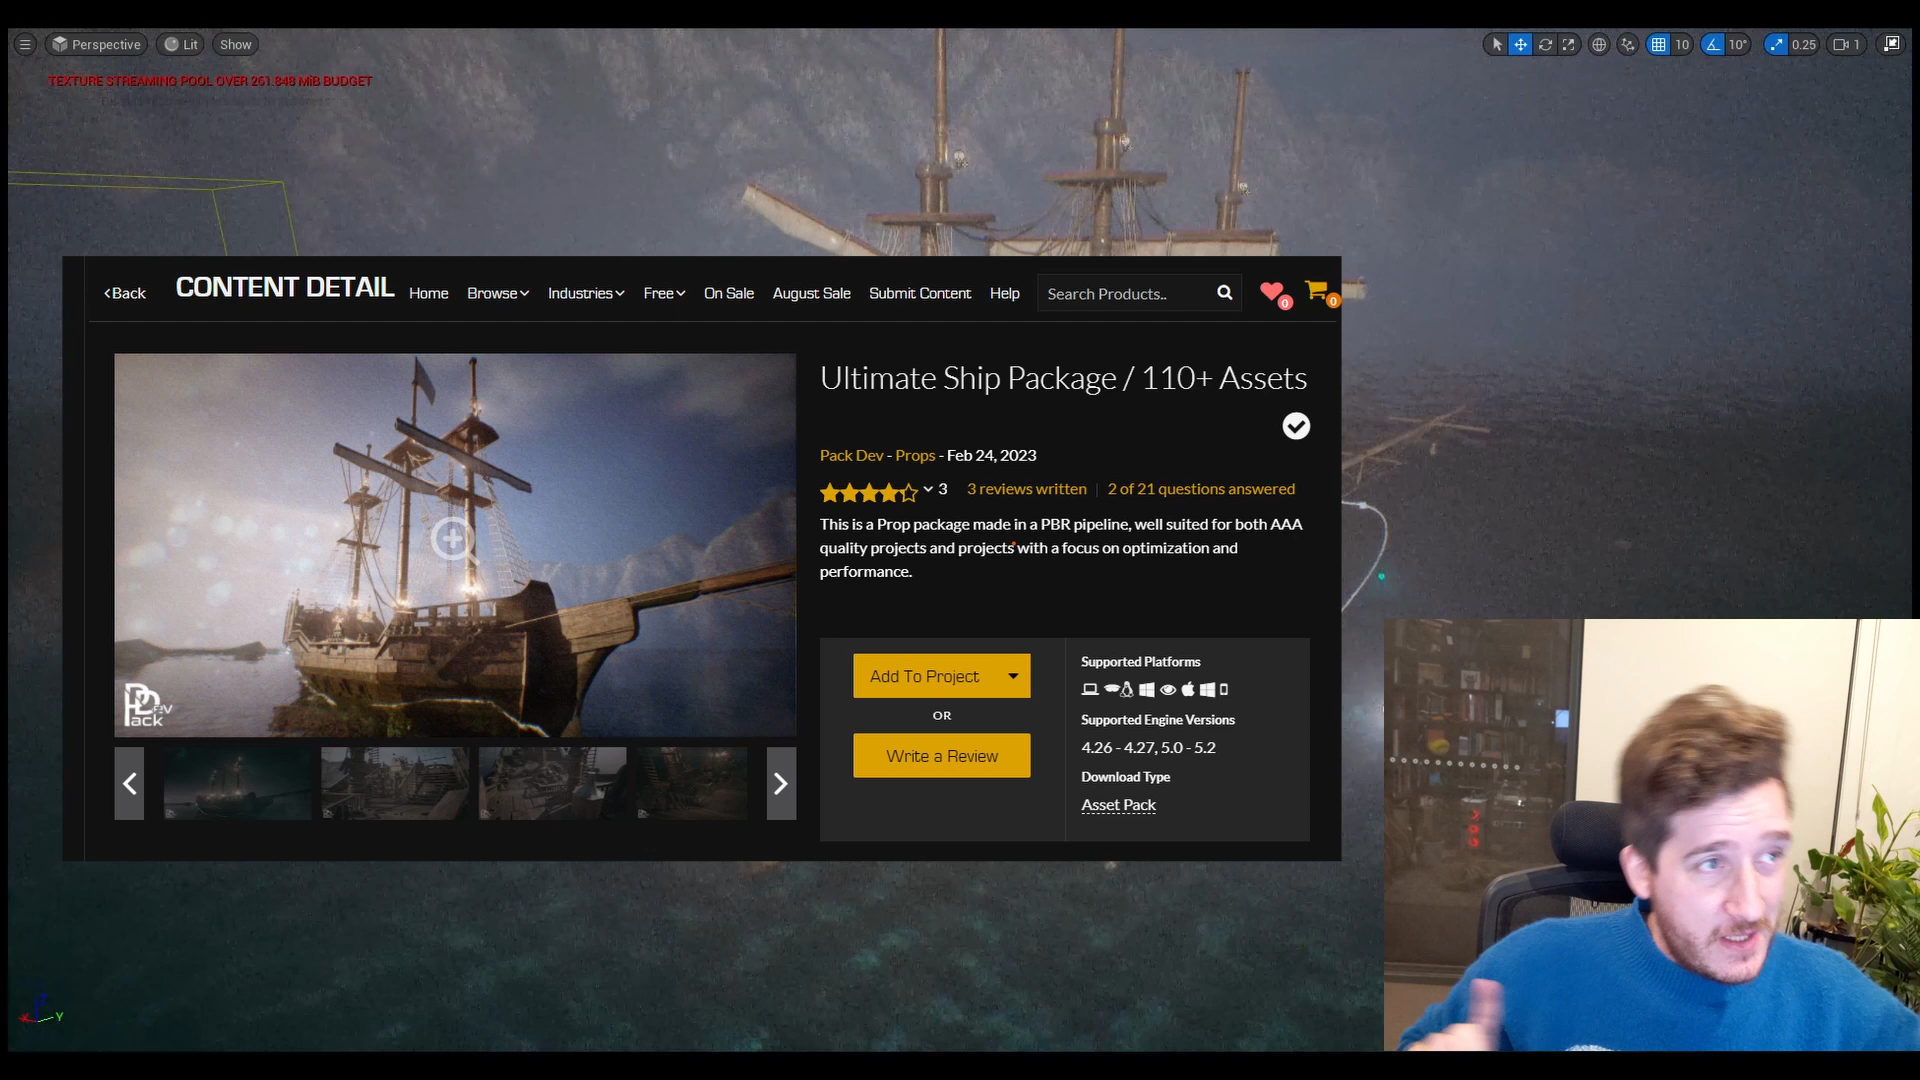 Perspective Lit Show
10 10° 0.25 1
TEXTURE STREAMING POOL OVER 261.848 MiB BUDGET
Back CONTENT DETAIL Home Browse Industries Free On Sale August Sale Submit Content Help Search Products.. 0 0
Ultimate Ship Package / 110+ Assets
Pack Dev - Props - Feb 24, 2023
3 3 reviews written | 2 of 21 questions answered
This is a Prop package made in a PBR pipeline, well suited for both AAA
quality projects and projects with a focus on optimization and
performance.
Add To Project
OR
Write a Review
Supported Platforms
Supported Engine Versions
4.26 - 4.27, 5.0 - 5.2
Download Type
Asset Pack
Pack Dev
X Y